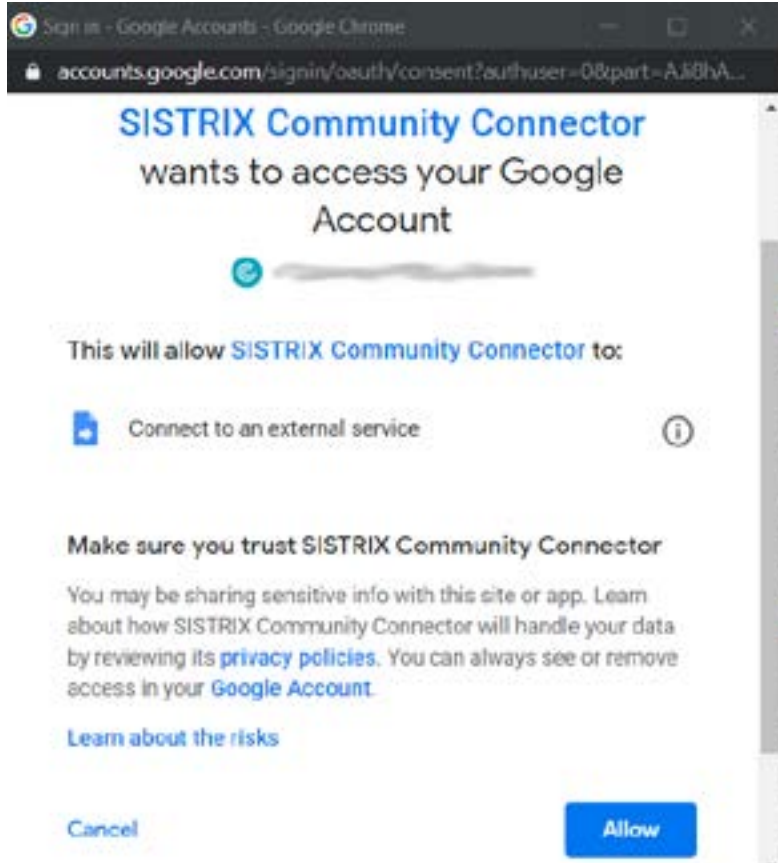 Sign in - Google Accounts - Google Chrome
accounts.google.com/signin/oauth/consent?authuser=0&part=AJi8hA...
SISTRIX Community Connector
wants to access your Google
Account
This will allow SISTRIX Community Connector to:
Connect to an external service
Make sure you trust SISTRIX Community Connector
You may be sharing sensitive info with this site or app. Learn
about how SISTRIX Community Connector will handle your data
by reviewing its privacy policies. You can always see or remove
access in your Google Account.
Learn about the risks
Cancel
Allow